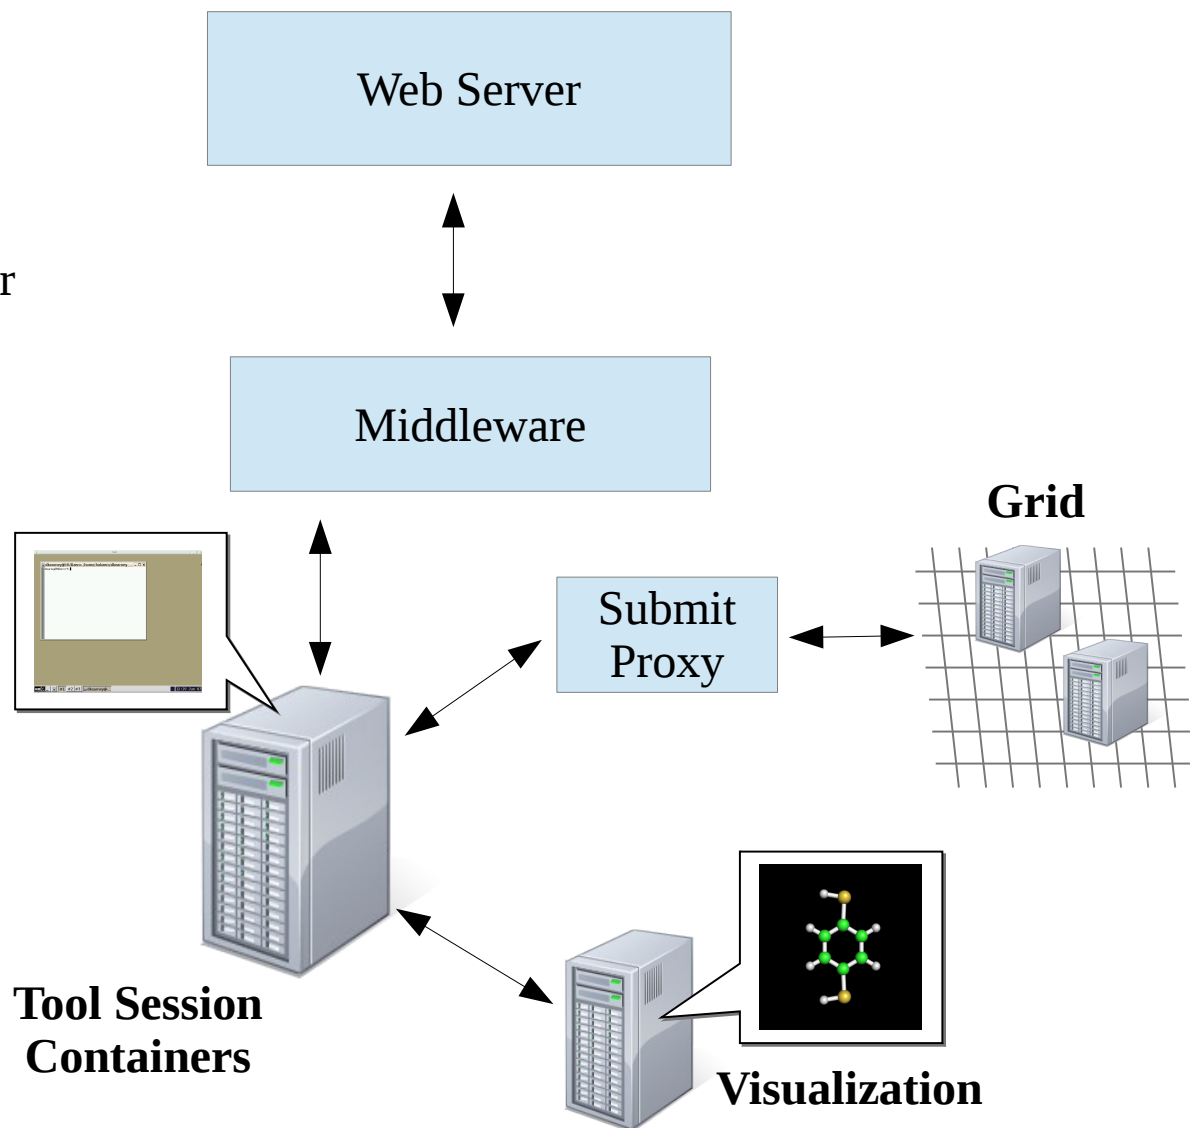 Web Server
r
Middleware
Grid
Submit
Proxy
Tool Session
Containers
Visualization